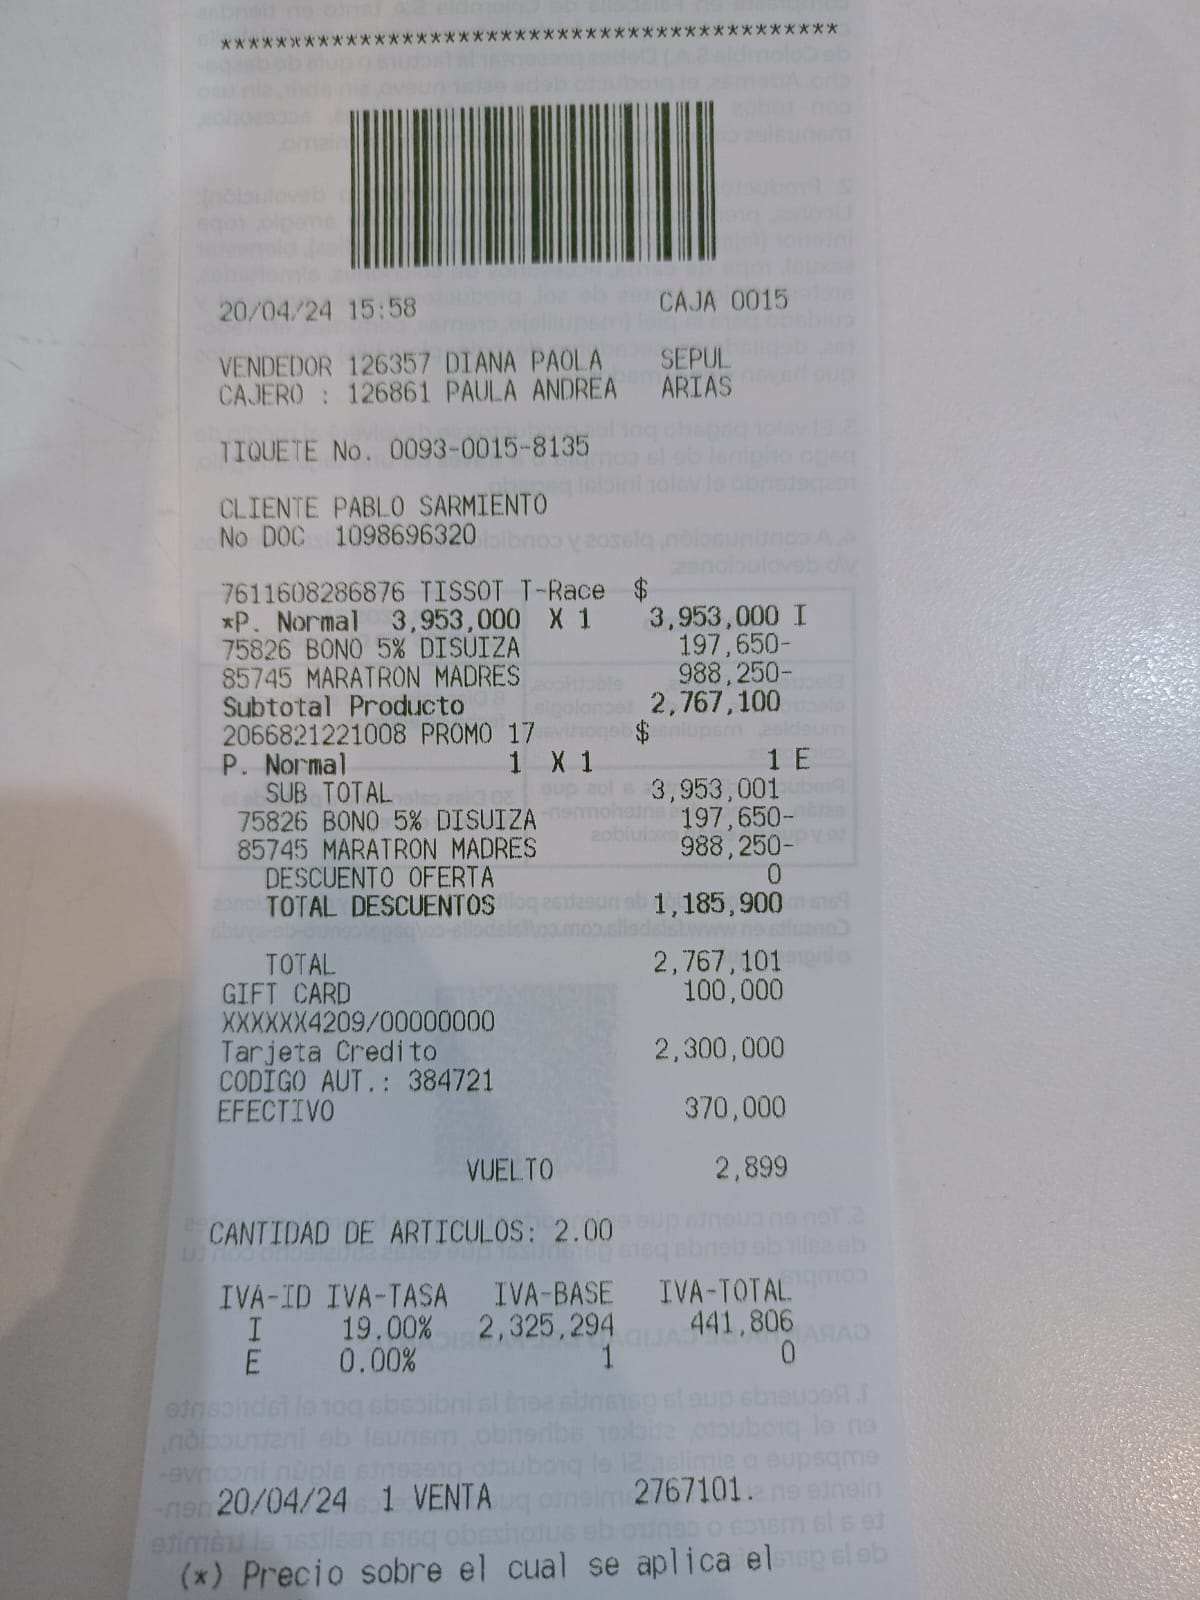 ********************************************
20/04/24 15:58 CAJA 0015
VENDEDOR 126357 DIANA PAOLA SEPUL
CAJERO : 126861 PAULA ANDREA ARIAS
TIQUETE No. 0093-0015-8135
CLIENTE PABLO SARMIENTO
No DOC 1098696320
7611608286876 TISSOT T-Race $
*P. Normal 3,953,000 X 1 3,953,000 I
75826 BONO 5% DISUIZA 197,650-
85745 MARATRON MADRES 988,250-
Subtotal Producto 2,767,100
2066821221008 PROMO 17 $
P. Normal 1 X 1 1 E
SUB TOTAL 3,953,001
75826 BONO 5% DISUIZA 197,650-
85745 MARATRON MADRES 988,250-
DESCUENTO OFERTA 0
TOTAL DESCUENTOS 1,185,900
TOTAL 2,767,101
GIFT CARD 100,000
XXXXXX4209/00000000
Tarjeta Credito 2,300,000
CODIGO AUT.: 384721
EFECTIVO 370,000
VUELTO 2,899
CANTIDAD DE ARTICULOS: 2.00
IVA-ID IVA-TASA IVA-BASE IVA-TOTAL
I 19.00% 2,325,294 441,806
E 0.00% 1 0
20/04/24 1 VENTA 2767101.
(*) Precio sobre el cual se aplica el